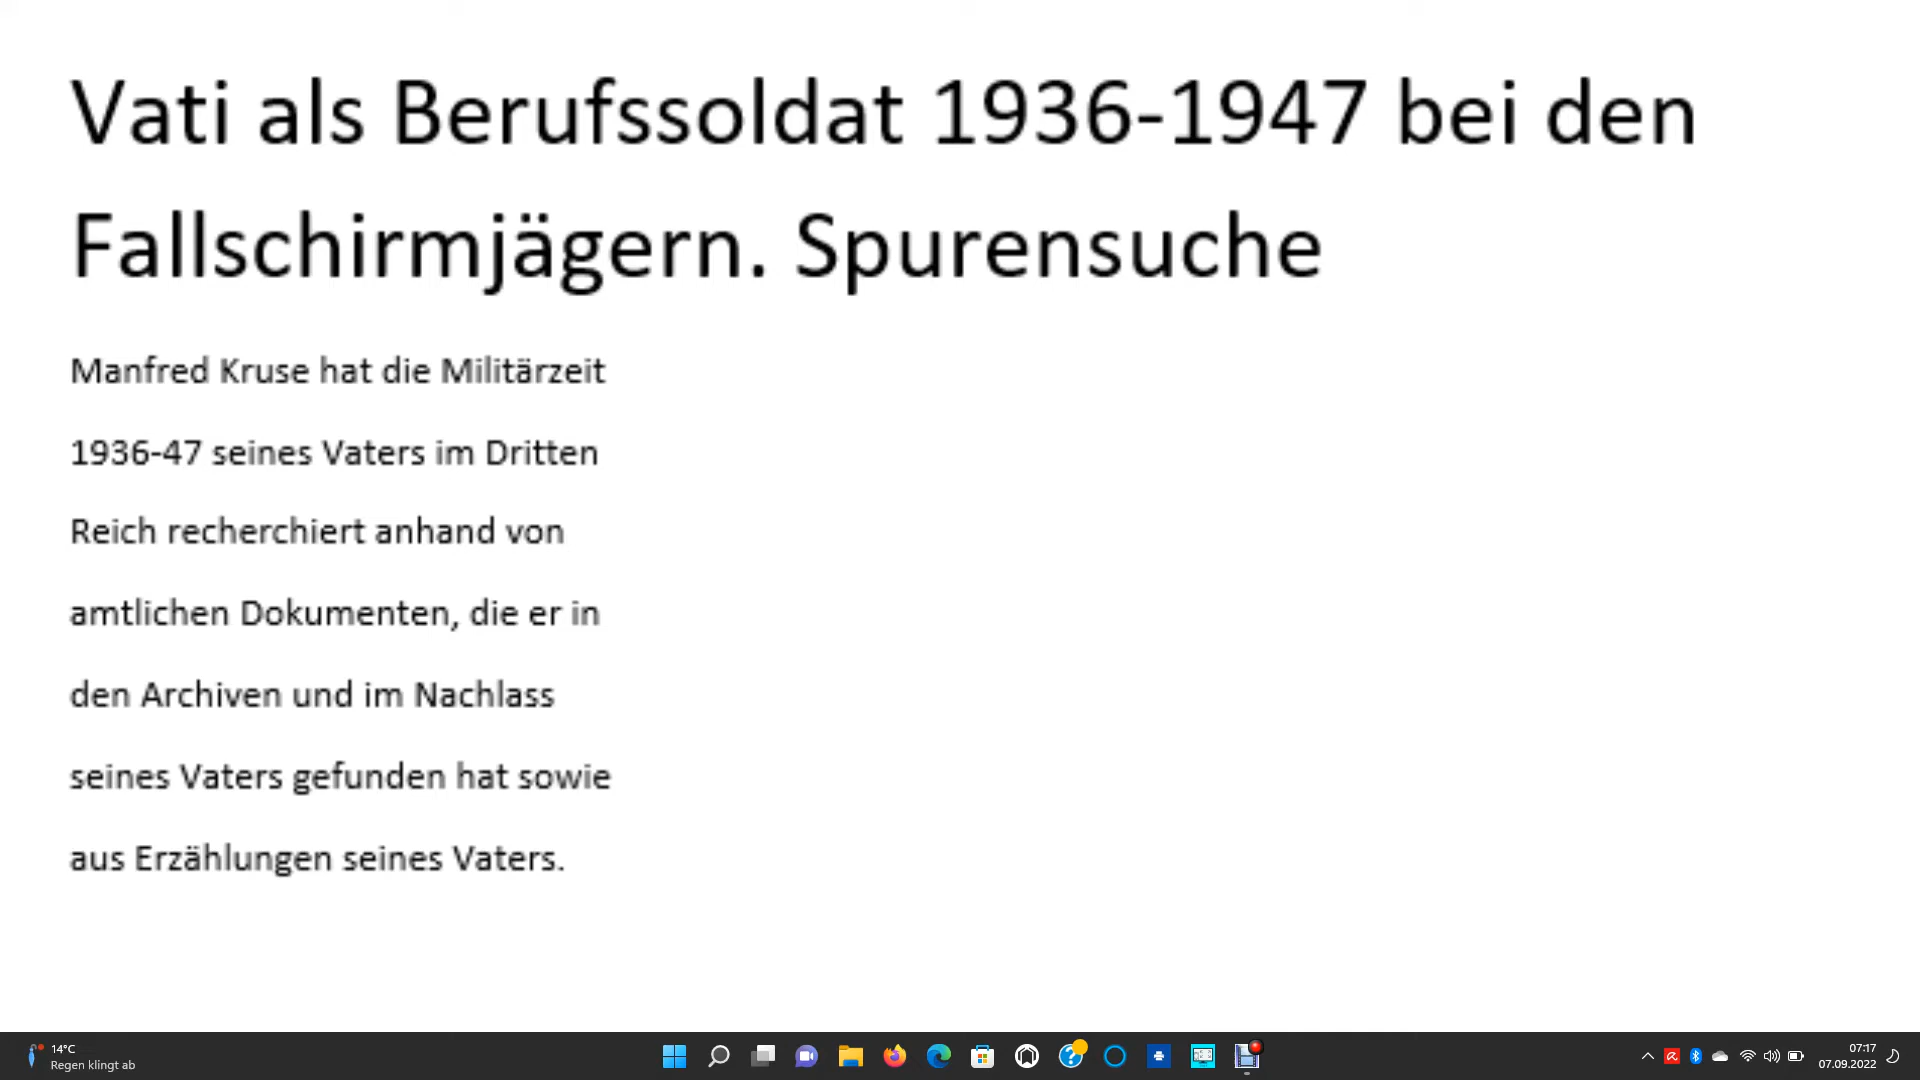 Vati als Berufssoldat 1936-1947 bei den
Fallschirmjägern. Spurensuche
Manfred Kruse hat die Militärzeit
1936-47 seines Vaters im Dritten
Reich recherchiert anhand von
amtlichen Dokumenten, die er in
den Archiven und im Nachlass
seines Vaters gefunden hat sowie
aus Erzählungen seines Vaters.
14°C
Regen klingt ab
07:17
07.09.2022